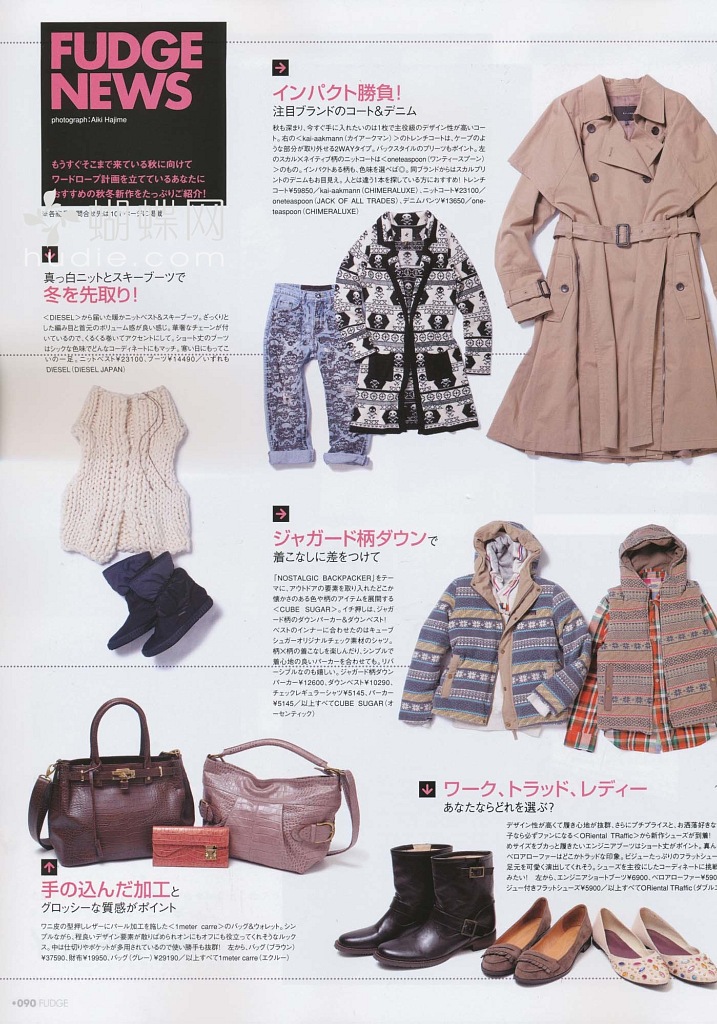 FUDGE
NEWS
photograph:Aiki Hajime
もうすぐそこまで来ている秋に向けて
ワードローブ計画を立てているあなたに
おすすめの秋冬新作をたっぷりご紹介!
蝴蝶网
hudie.com
真っ白ニットとスキーブーツで
冬を先取り!
<DIESEL>から届いた暖かニットベスト&スキーブーツ。ざっくりと
した編み目と首元のボリューム感が良い感じ。華奢なチェーンが付
いているので、くるくる巻いてアクセントにして。ショート丈のブーツ
はシックな色味でどんなコーディネートにもマッチ。寒い日にもってこ
いの一足。ニットベスト¥23100、ブーツ¥14490/いずれも
DIESEL(DIESEL JAPAN)
インパクト勝負!
注目ブランドのコート&デニム
秋も深まり、今すぐ手に入れたいのは1枚で主役級のデザイン性が高いコー
ト。右の<kai-aakmann(カイアークマン)>のトレンチコートは、ケープのよ
うな部分が取り外せる2WAYタイプ。バックスタイルのプリーツもポイント。左
のスカル×ネイティブ柄のニットコートは<oneteaspoon(ワンティースプーン)
>のもの。インパクトある柄も、色味を選べば◎。同ブランドからはスカルプリ
ントのデニムもお目見え。人とは違う1本を探している方におすすめ! トレンチ
コート¥59850/kai-aakmann(CHIMERALUXE)、ニットコート¥23100/
oneteaspoon(JACK OF ALL TRADES)、デニムパンツ¥13650/one-
teaspoon(CHIMERALUXE)
ジャガード柄ダウンで
着こなしに差をつけて
「NOSTALGIC BACKPACKER」をテー
マに、アウトドアの要素を取り入れたどこか
懐かしさのある色や柄のアイテムを展開する
<CUBE SUGAR>。イチ押しは、ジャガ
ード柄のダウンパーカー&ダウンベスト!
ベストのインナーに合わせたのはキューブ
シュガーオリジナルチェック素材のシャツ。
柄×柄の着こなしを楽しんだり、シンプルで
着心地の良いパーカーを合わせても。リバ
ーシブルなのも嬉しい。ジャガード柄ダウン
パーカー¥12600、ダウンベスト¥10290、
チェックレギュラーシャツ¥5145、パーカー
¥5145/以上すべてCUBE SUGAR(オ
ーセンティック)
ワーク、トラッド、レディー
あなたならどれを選ぶ?
デザイン性が高くて履き心地が抜群、さらにプチプライスと、お洒落好きな
子なら必ずファンになる<ORiental TRaffic>から新作シューズが到着!
めサイズをブカっと履きたいエンジニアブーツはショート丈がポイント。真ん
ベロアローファーはどこかトラッドな印象。ビジューたっぷりのフラットシュー
足元を可愛く演出してくれそう。シューズを主役にしたコーディネートに挑戦
みたい! 左から、エンジニアショートブーツ¥6900、ベロアローファー¥590
ジュー付きフラットシューズ¥5900/以上すべてORiental TRaffic(ダブルエ
手の込んだ加工と
グロッシーな質感がポイント
ワニ皮の型押しレザーにパール加工を施した<1meter carre>のバッグ&ウォレット。シン
プルながら、程良いデザイン要素が散りばめられオンにもオフにも役立ってくれそうなルッ
クス。中は仕切りやポケットが多用されているので使い勝手も抜群! 左から、バッグ(ブラウン)
¥37590、財布¥19950、バッグ(グレー)¥29190/以上すべて1meter carre(エクルー)
090 FUDGE